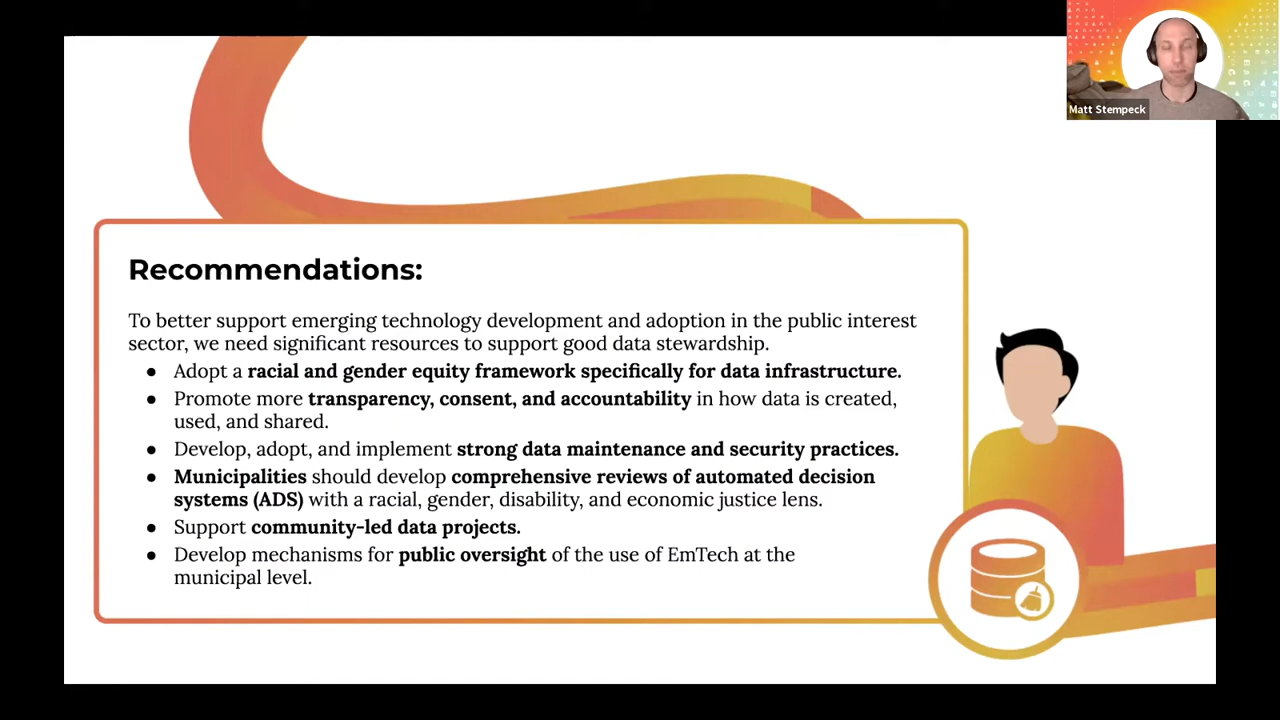 Matt Stempeck
Recommendations:
To better support emerging technology development and adoption in the public interest
sector, we need significant resources to support good data stewardship.
● Adopt a racial and gender equity framework specifically for data infrastructure.
● Promote more transparency, consent, and accountability in how data is created,
used, and shared.
● Develop, adopt, and implement strong data maintenance and security practices.
● Municipalities should develop comprehensive reviews of automated decision
systems (ADS) with a racial, gender, disability, and economic justice lens.
● Support community-led data projects.
● Develop mechanisms for public oversight of the use of EmTech at the
municipal level.